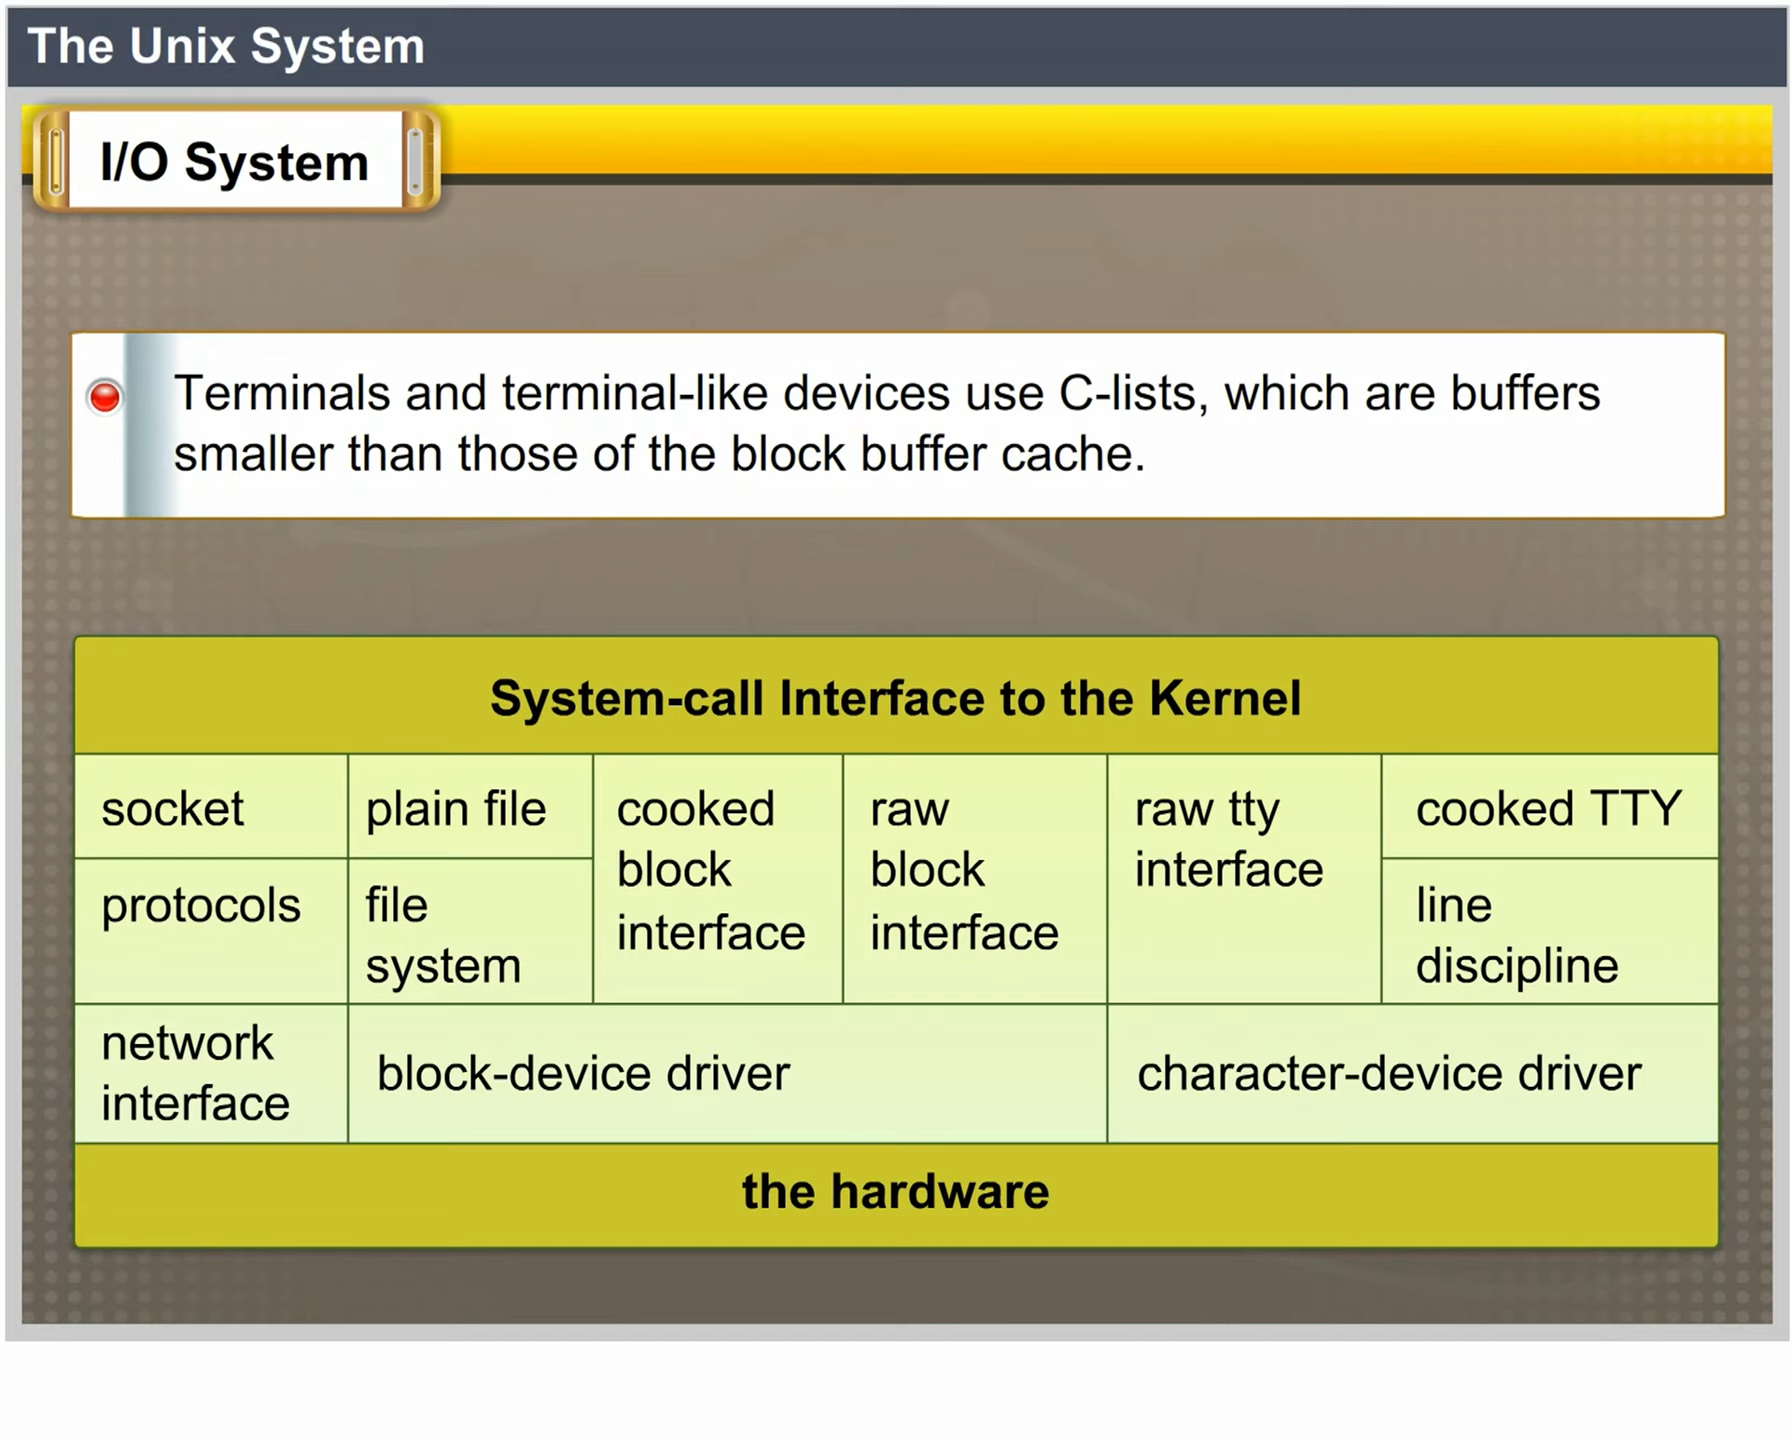 The Unix System
I/O System
Terminals and terminal-like devices use C-lists, which are buffers
smaller than those of the block buffer cache.
System-call Interface to the Kernel
socket
plain file
cooked
block
interface
raw
block
interface
raw tty
interface
cooked TTY
protocols
file
system
line
discipline
network
interface
block-device driver
character-device driver
the hardware